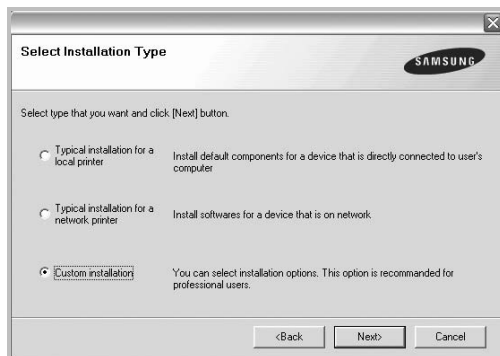 Select Installation Type
SAMSUNG
Select type that you want and click [Next] button.
Typical installation for a
local printer
Install default components for a device that is directly connected to user's
computer
Typical installation for a
network printer
Install softwares for a device that is on network
Custom installation
You can select installation options. This option is recommanded for
professional users.
<Back
Next>
Cancel